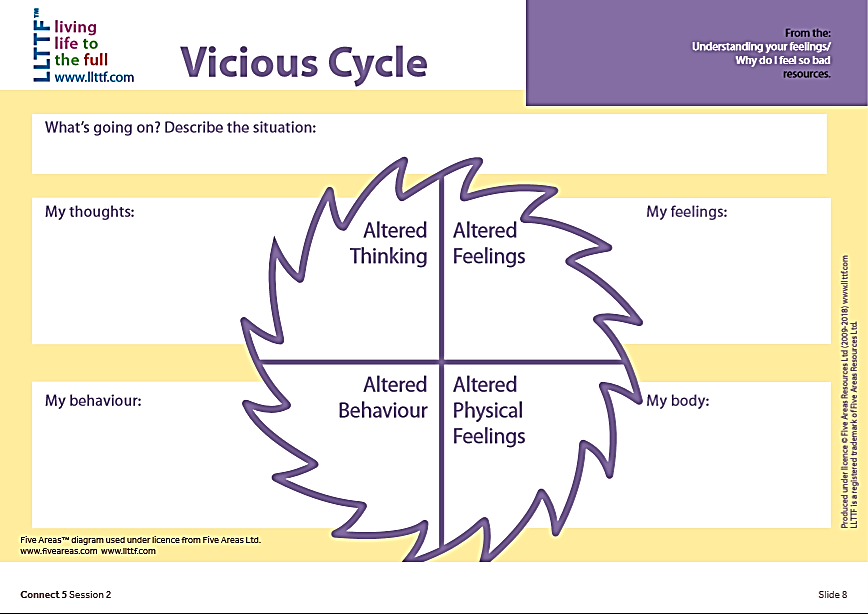 LLTTF™
living
life to
the full
www.llttf.com
Vicious Cycle
From the:
Understanding your feelings/
Why do I feel so bad
resources.
What's going on? Describe the situation:
My thoughts:
My feelings:
Altered
Thinking
Altered
Feelings
Altered
Behaviour
Altered
Physical
Feelings
My behaviour:
My body:
Produced under licence © Five Areas Resources Ltd (2009-2018) www.llttf.com
LLTTF is a registered trademark of Five Areas Resources Ltd.
Five Areas™ diagram used under licence from Five Areas Ltd.
www.fiveareas.com www.llttf.com
Connect 5 Session 2
Slide 8